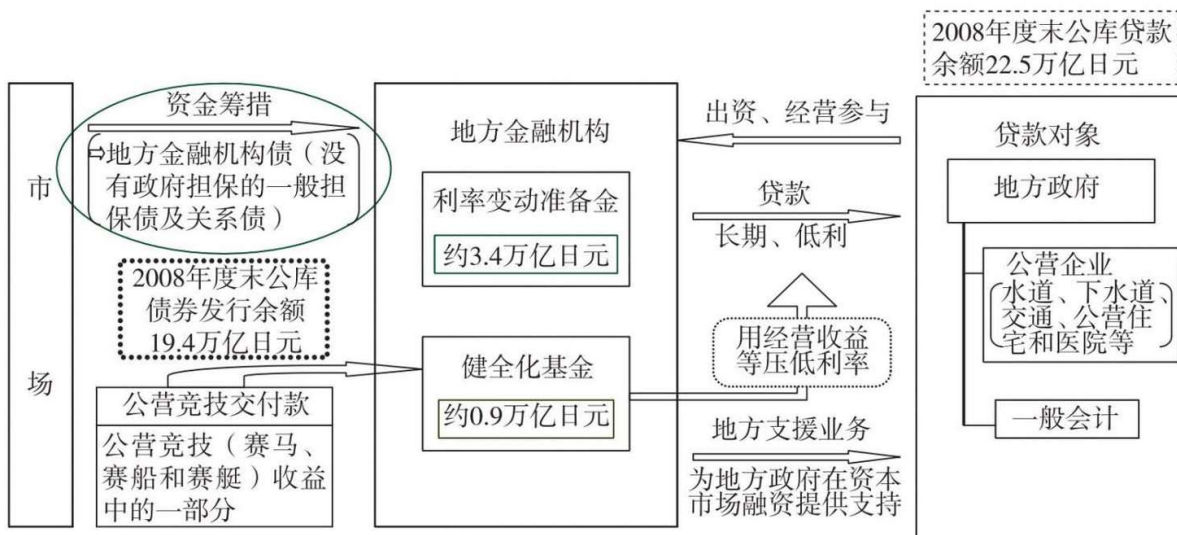 2008年度末公库贷款
余额22.5万亿日元
市
场
资金筹措
⇨地方金融机构债（没
有政府担保的一般担
保债及关系债）
2008年度末公库
债券发行余额
19.4万亿日元
公营竞技交付款
公营竞技（赛马、
赛船和赛艇）收益
中的一部分
地方金融机构
利率变动准备金
约3.4万亿日元
健全化基金
约0.9万亿日元
出资、经营参与
贷款
长期、低利
用经营收益
等压低利率
地方支援业务
为地方政府在资本
市场融资提供支持
贷款对象
地方政府
公营企业
（水道、下水道、
交通、公营住
宅和医院等）
一般会计